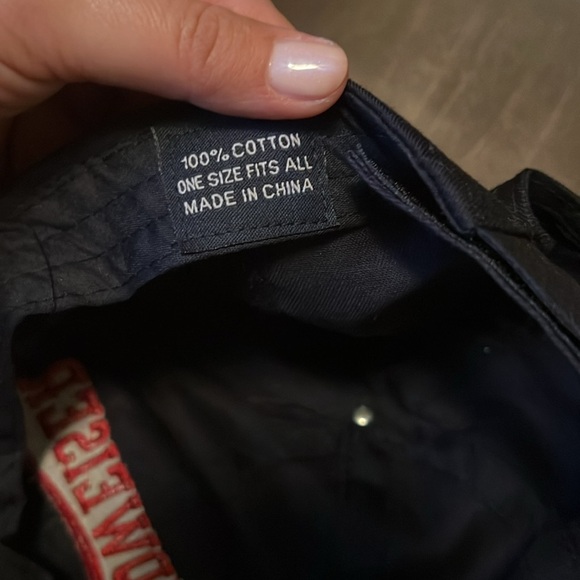 100% COTTON
ONE SIZE FITS ALL
MADE IN CHINA